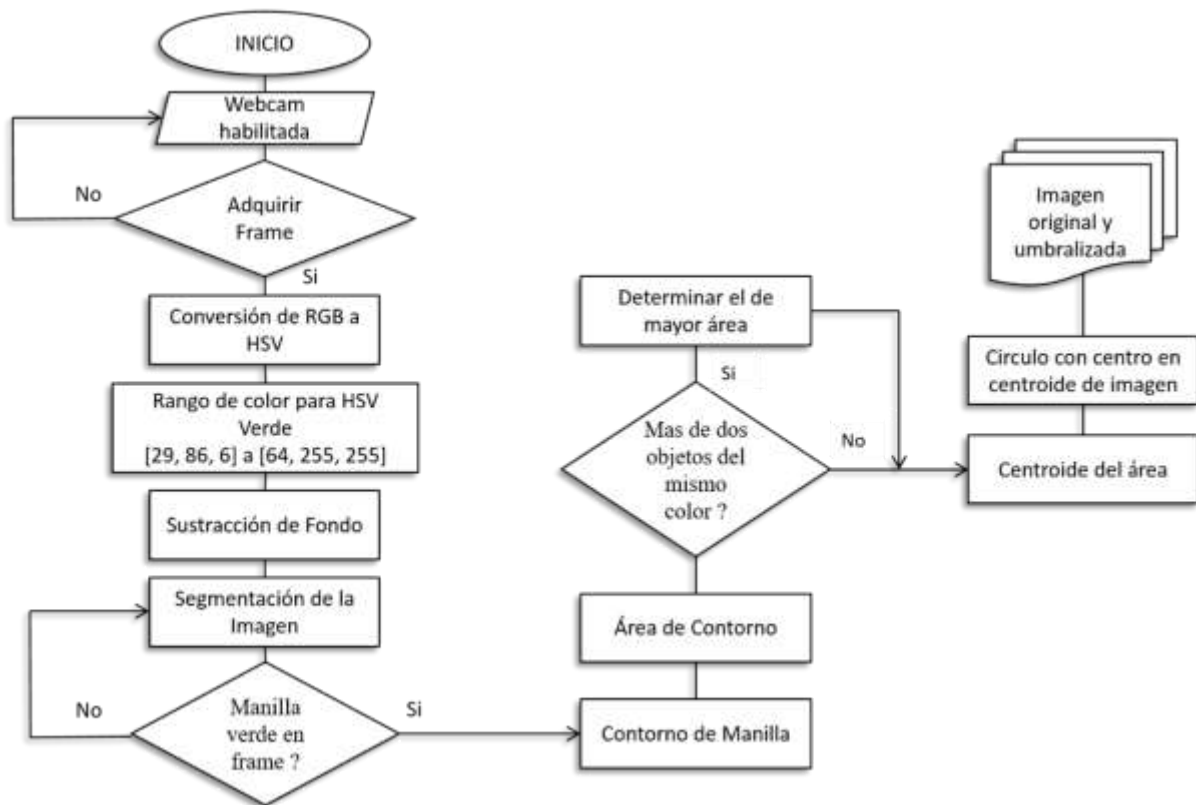 INICIO
Webcam
habilitada
No
Adquirir
Frame
Si
Conversión de RGB a
HSV
Rango de color para HSV
Verde
[29, 86, 6] a [64, 255, 255]
Sustracción de Fondo
Segmentación de la
Imagen
No
Manilla
verde en
frame ?
Si
Contorno de Manilla
Área de Contorno
Mas de dos
objetos del
mismo
color ?
Si
No
Determinar el de
mayor área
Centroide del área
Circulo con centro en
centroide de imagen
Imagen
original y
umbralizada